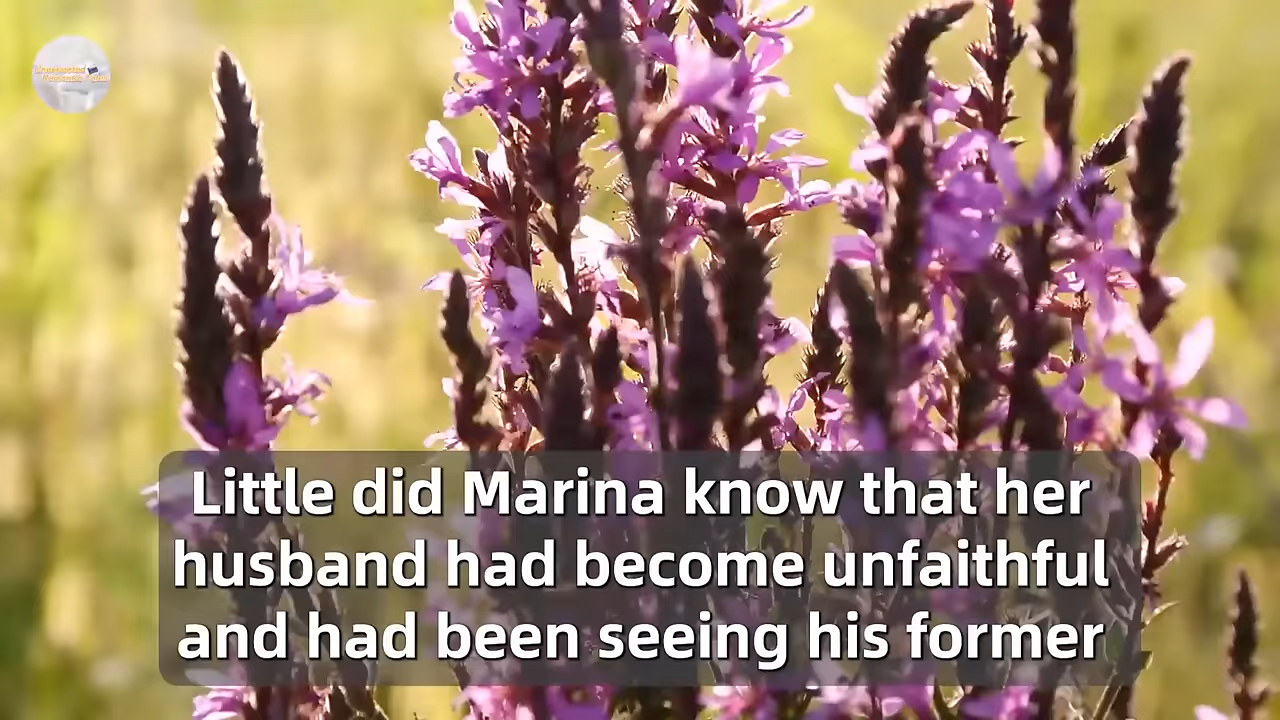 Little did Marina know that her
husband had become unfaithful
and had been seeing his former